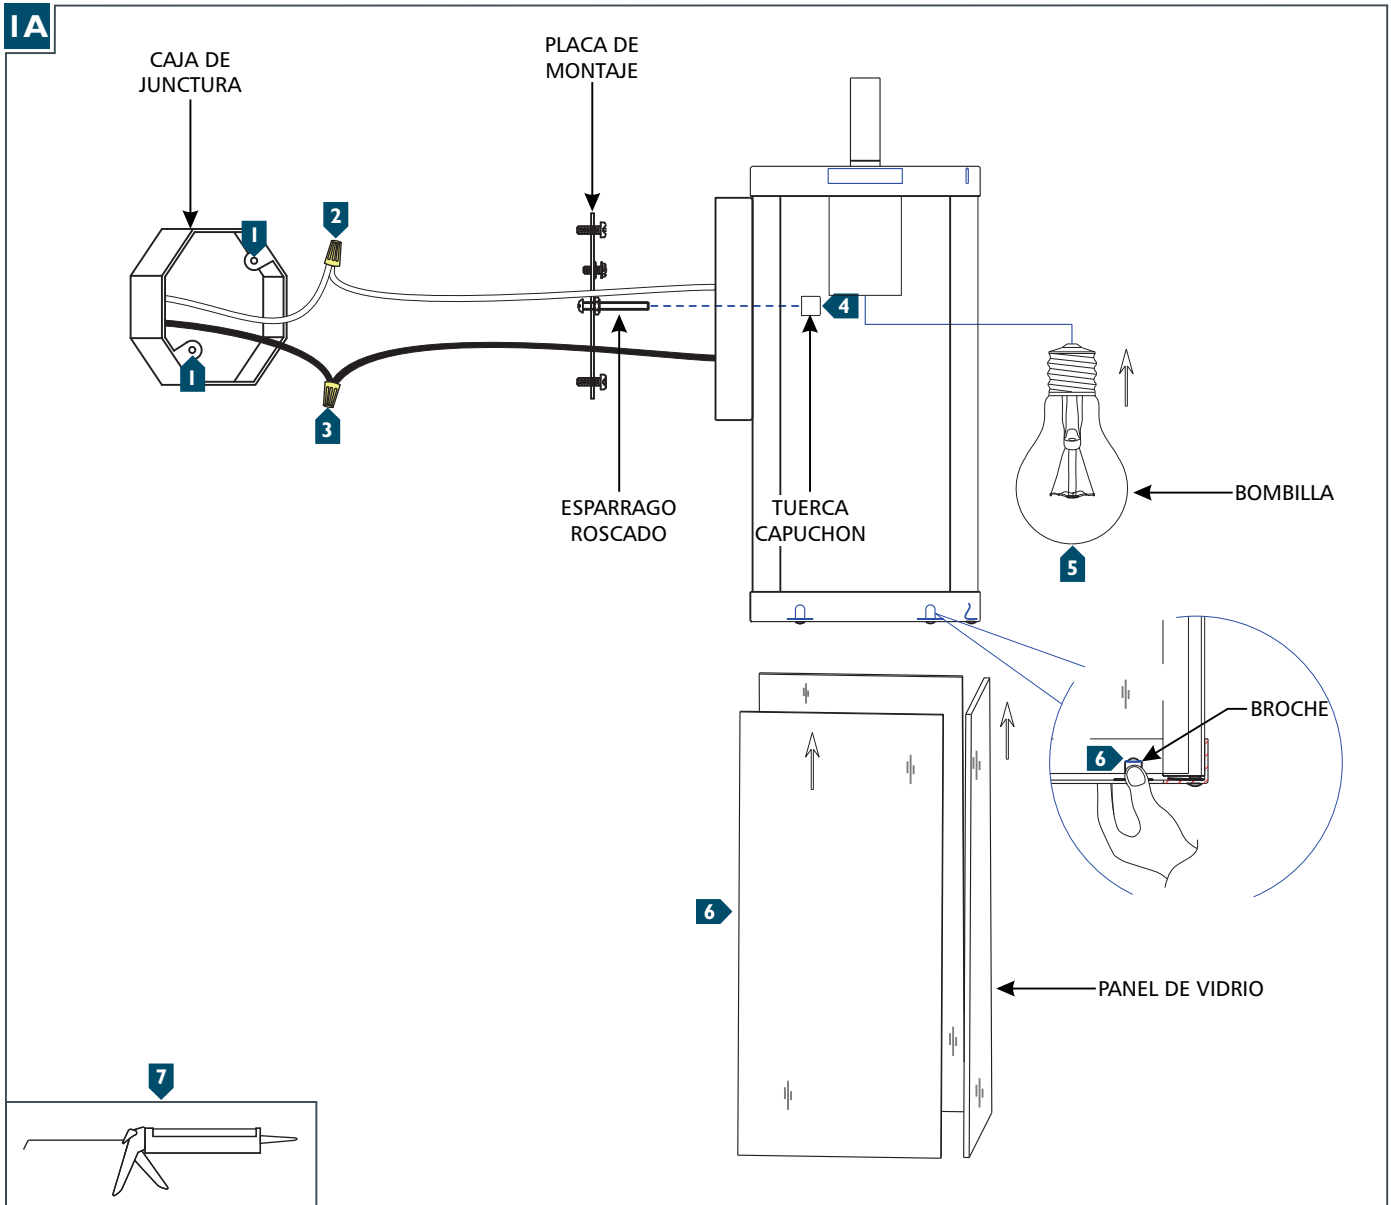 1A
CAJA DE
JUNCTURA
PLACA DE
MONTAJE
1
2
1
3
4
ESPARRAGO
ROSCADO
TUERCA
CAPUCHON
BOMBILLA
5
BROCHE
6
6
PANEL DE VIDRIO
7